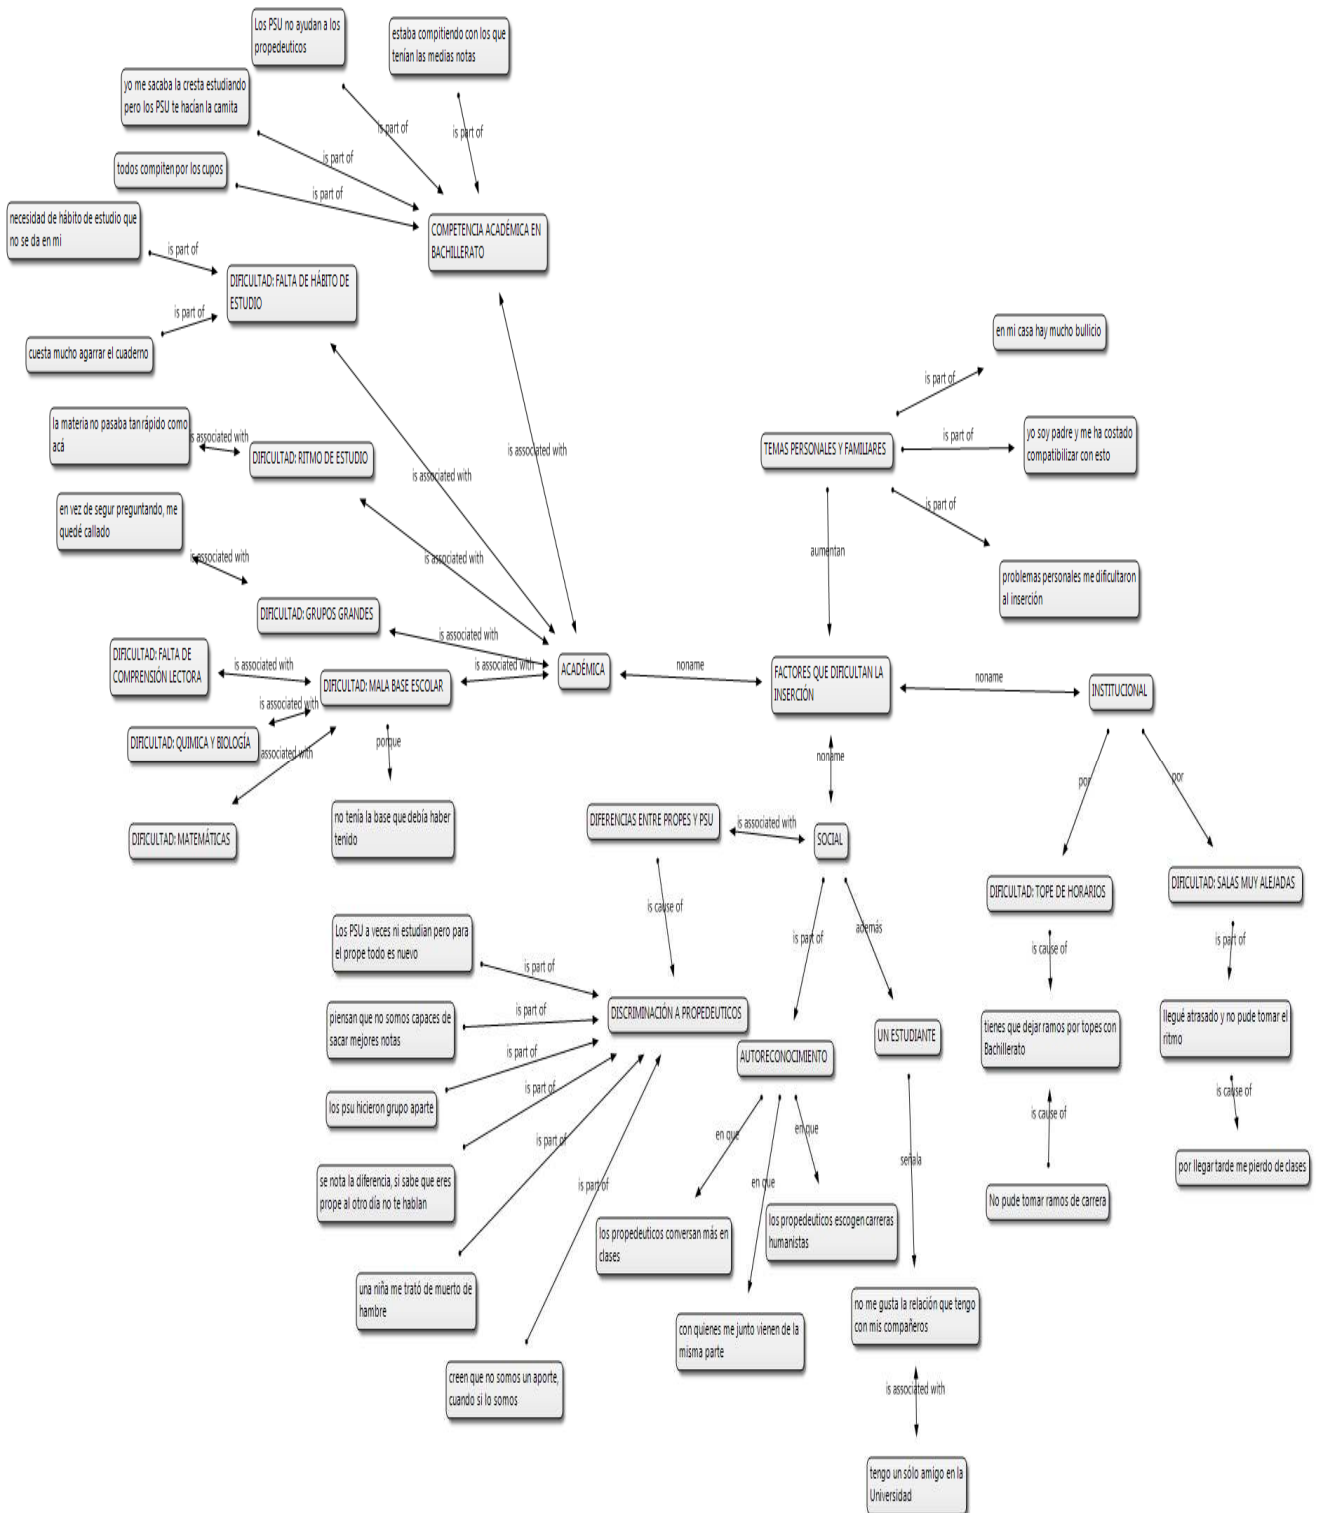 Los PSU no ayudan a los
propedeuticos
estaba compitiendo con los que
tenían las medias notas
yo me sacaba la cresta estudiando
pero los PSU te hacían la camita
is part of
is part of
is part of
todos compiten por los cupos
is part of
necesidad de hábito de estudio que
no se da en mi
COMPETENCIA ACADÉMICA EN
BACHILLERATO
is part of
DIFICULTAD: FALTA DE HÁBITO DE
ESTUDIO
is part of
cuesta mucho agarrar el cuaderno
en mi casa hay mucho bullicio
is part of
la materia no pasaba tan rápido como
acá
is associated with
DIFICULTAD: RITMO DE ESTUDIO
is associated with
is associated with
TEMAS PERSONALES Y FAMILIARES
is part of
yo soy padre y me ha costado
compatibilizar con esto
is part of
en vez de segur preguntando, me
quedé callado
is associated with
is associated with
aumentan
problemas personales me dificultaron
al inserción
DIFICULTAD: GRUPOS GRANDES
is associated with
DIFICULTAD: FALTA DE
COMPRENSIÓN LECTORA
is associated with
DIFICULTAD: MALA BASE ESCOLAR
is associated with
ACADÉMICA
noname
FACTORES QUE DIFICULTAN LA
INSERCIÓN
noname
INSTITUCIONAL
is associated with
DIFICULTAD: QUIMICA Y BIOLOGÍA
associated with
porque
noname
por
por
DIFICULTAD: MATEMÁTICAS
no tenía la base que debía haber
tenido
DIFERENCIAS ENTRE PROPES Y PSU
is associated with
SOCIAL
DIFICULTAD: TOPE DE HORARIOS
DIFICULTAD: SALAS MUY ALEJADAS
is cause of
is part of
además
is cause of
is part of
Los PSU a veces ni estudian pero para
el prope todo es nuevo
is part of
piensan que no somos capaces de
sacar mejores notas
is part of
DISCRIMINACIÓN A PROPEDEUTICOS
UN ESTUDIANTE
tienes que dejar ramos por topes con
Bachillerato
llegué atrasado y no pude tomar el
ritmo
AUTORECONOCIMIENTO
is part of
los psu hicieron grupo aparte
is part of
is cause of
is cause of
en que
en que
is part of
señala
por llegar tarde me pierdo de clases
se nota la diferencia, si sabe que eres
prope al otro día no te hablan
is part of
en que
No pude tomar ramos de carrera
los propedeuticos conversan más en
clases
los propedeuticos escogen carreras
humanistas
una niña me trató de muerto de
hambre
no me gusta la relación que tengo
con mis compañeros
con quienes me junto vienen de la
misma parte
creen que no somos un aporte,
cuando si lo somos
is associated with
tengo un sólo amigo en la
Universidad